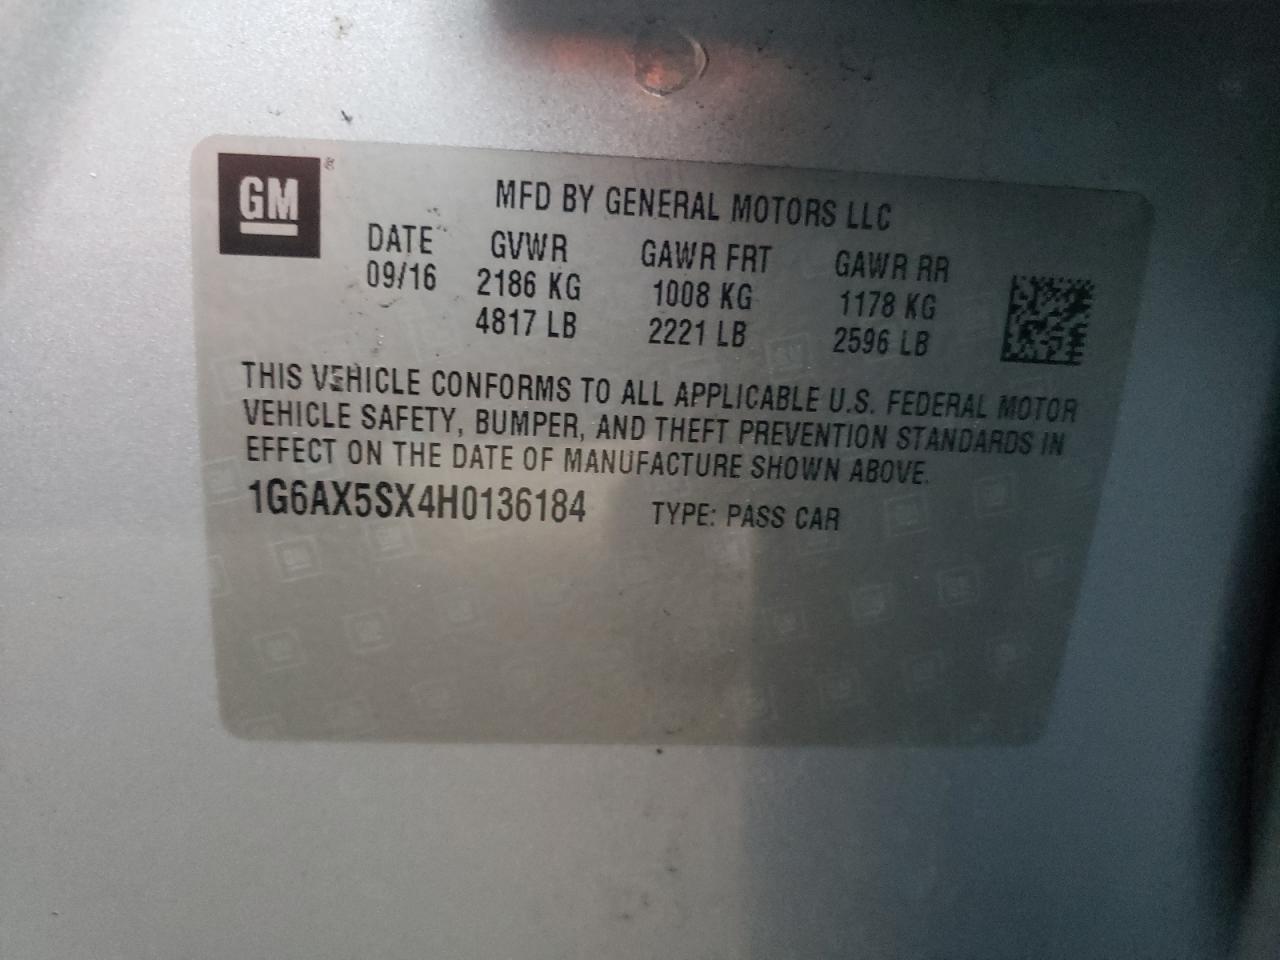 GM
MFD BY GENERAL MOTORS LLC
DATE GVWR GAWR FRT GAWR RR
09/16 2186 KG 1008 KG 1178 KG
4817 LB 2221 LB 2596 LB
THIS VEHICLE CONFORMS TO ALL APPLICABLE U.S. FEDERAL MOTOR
VEHICLE SAFETY, BUMPER, AND THEFT PREVENTION STANDARDS IN
EFFECT ON THE DATE OF MANUFACTURE SHOWN ABOVE.
1G6AX5SX4H0136184 TYPE: PASS CAR